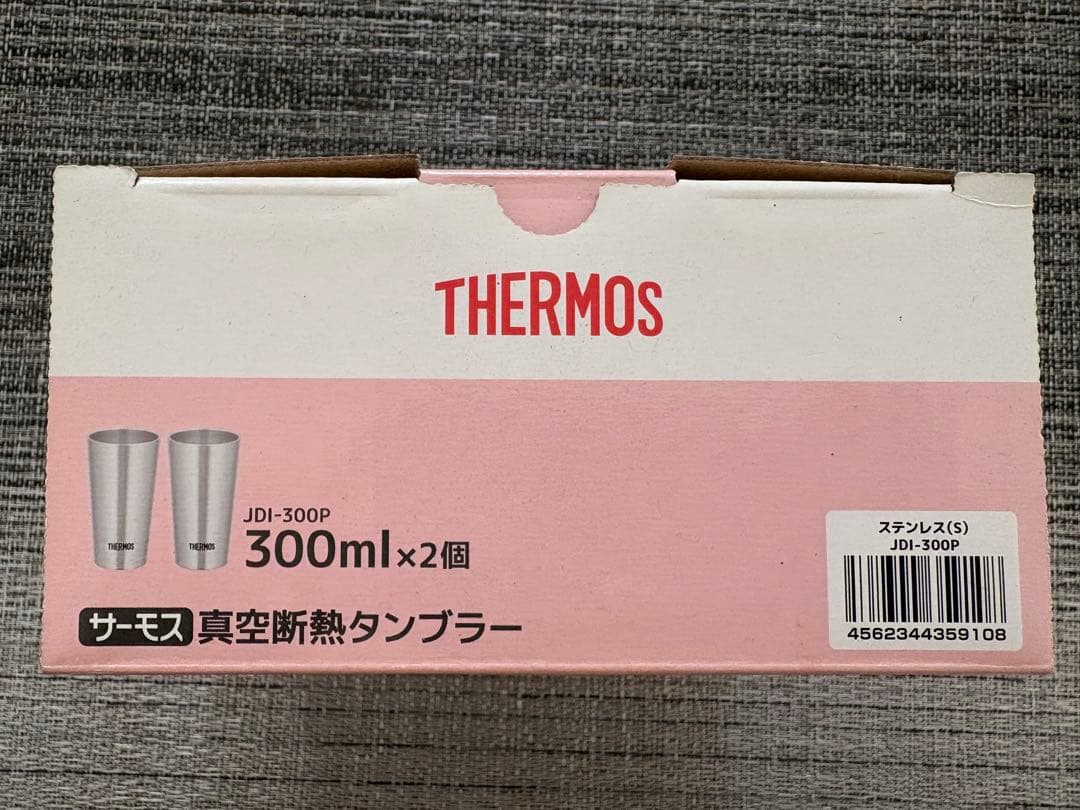 THERMOS
THERMOS
THERMOS
JDI-300P
300ml×2個
サーモス 真空断熱タンブラー
ステンレス(S)
JDI-300P
4562344359108